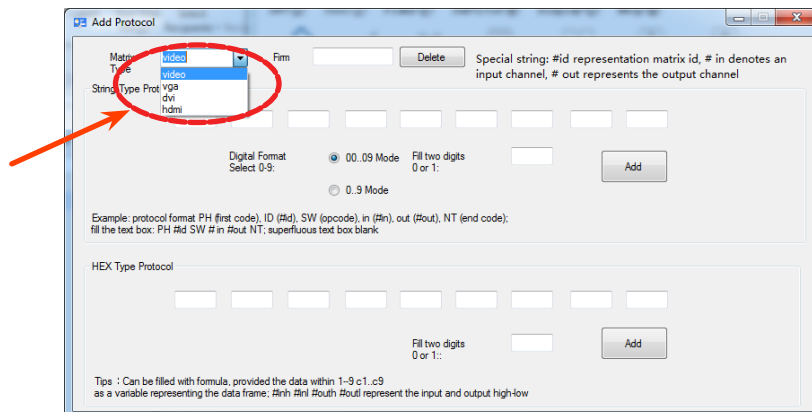 Add Protocol
Matrix Type
video
Firm
Delete
Special string: #id representation matrix id, # in denotes an
input channel, # out represents the output channel
video
vga
dvi
hdmi
String Type Prot
Digital Format
Select 0-9:
00..09 Mode
Fill two digits
0 or 1:
Add
0..9 Mode
Example: protocol format PH (first code), ID (#id), SW (opcode), in (#in), out (#out), NT (end code);
fill the text box: PH #id SW # in #out NT; superfluous text box blank
HEX Type Protocol
Fill two digits
0 or 1::
Add
Tips : Can be filled with formula, provided the data within 1--9 c1..c9
as a variable representing the data frame; #inh #inl #outh #outl represent the input and output high-low